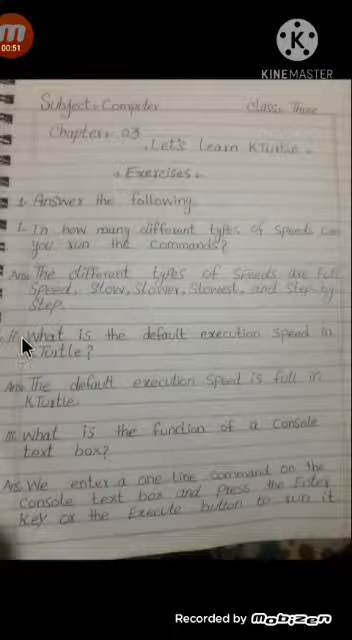 00:51
K
KINEMASTER
Subject:- Computer Class:- Three
Chapter:- 03
Let's Learn KTurtle.
Exercises.
1. Answer the following
I- In how many different types of speeds can
you run the commands?
Ans The different types of speeds are Full
speed, slow, slower, slowest, and step by
step.
ii. What is the default execution speed in
KTurtle?
Ans The default execution speed is full in
KTurtle.
iii. What is the function of a console
text box?
Ans. We enter a one line command on the
Console text box and press the Enter
Key or the Execute button to run it
Recorded by Mobizen